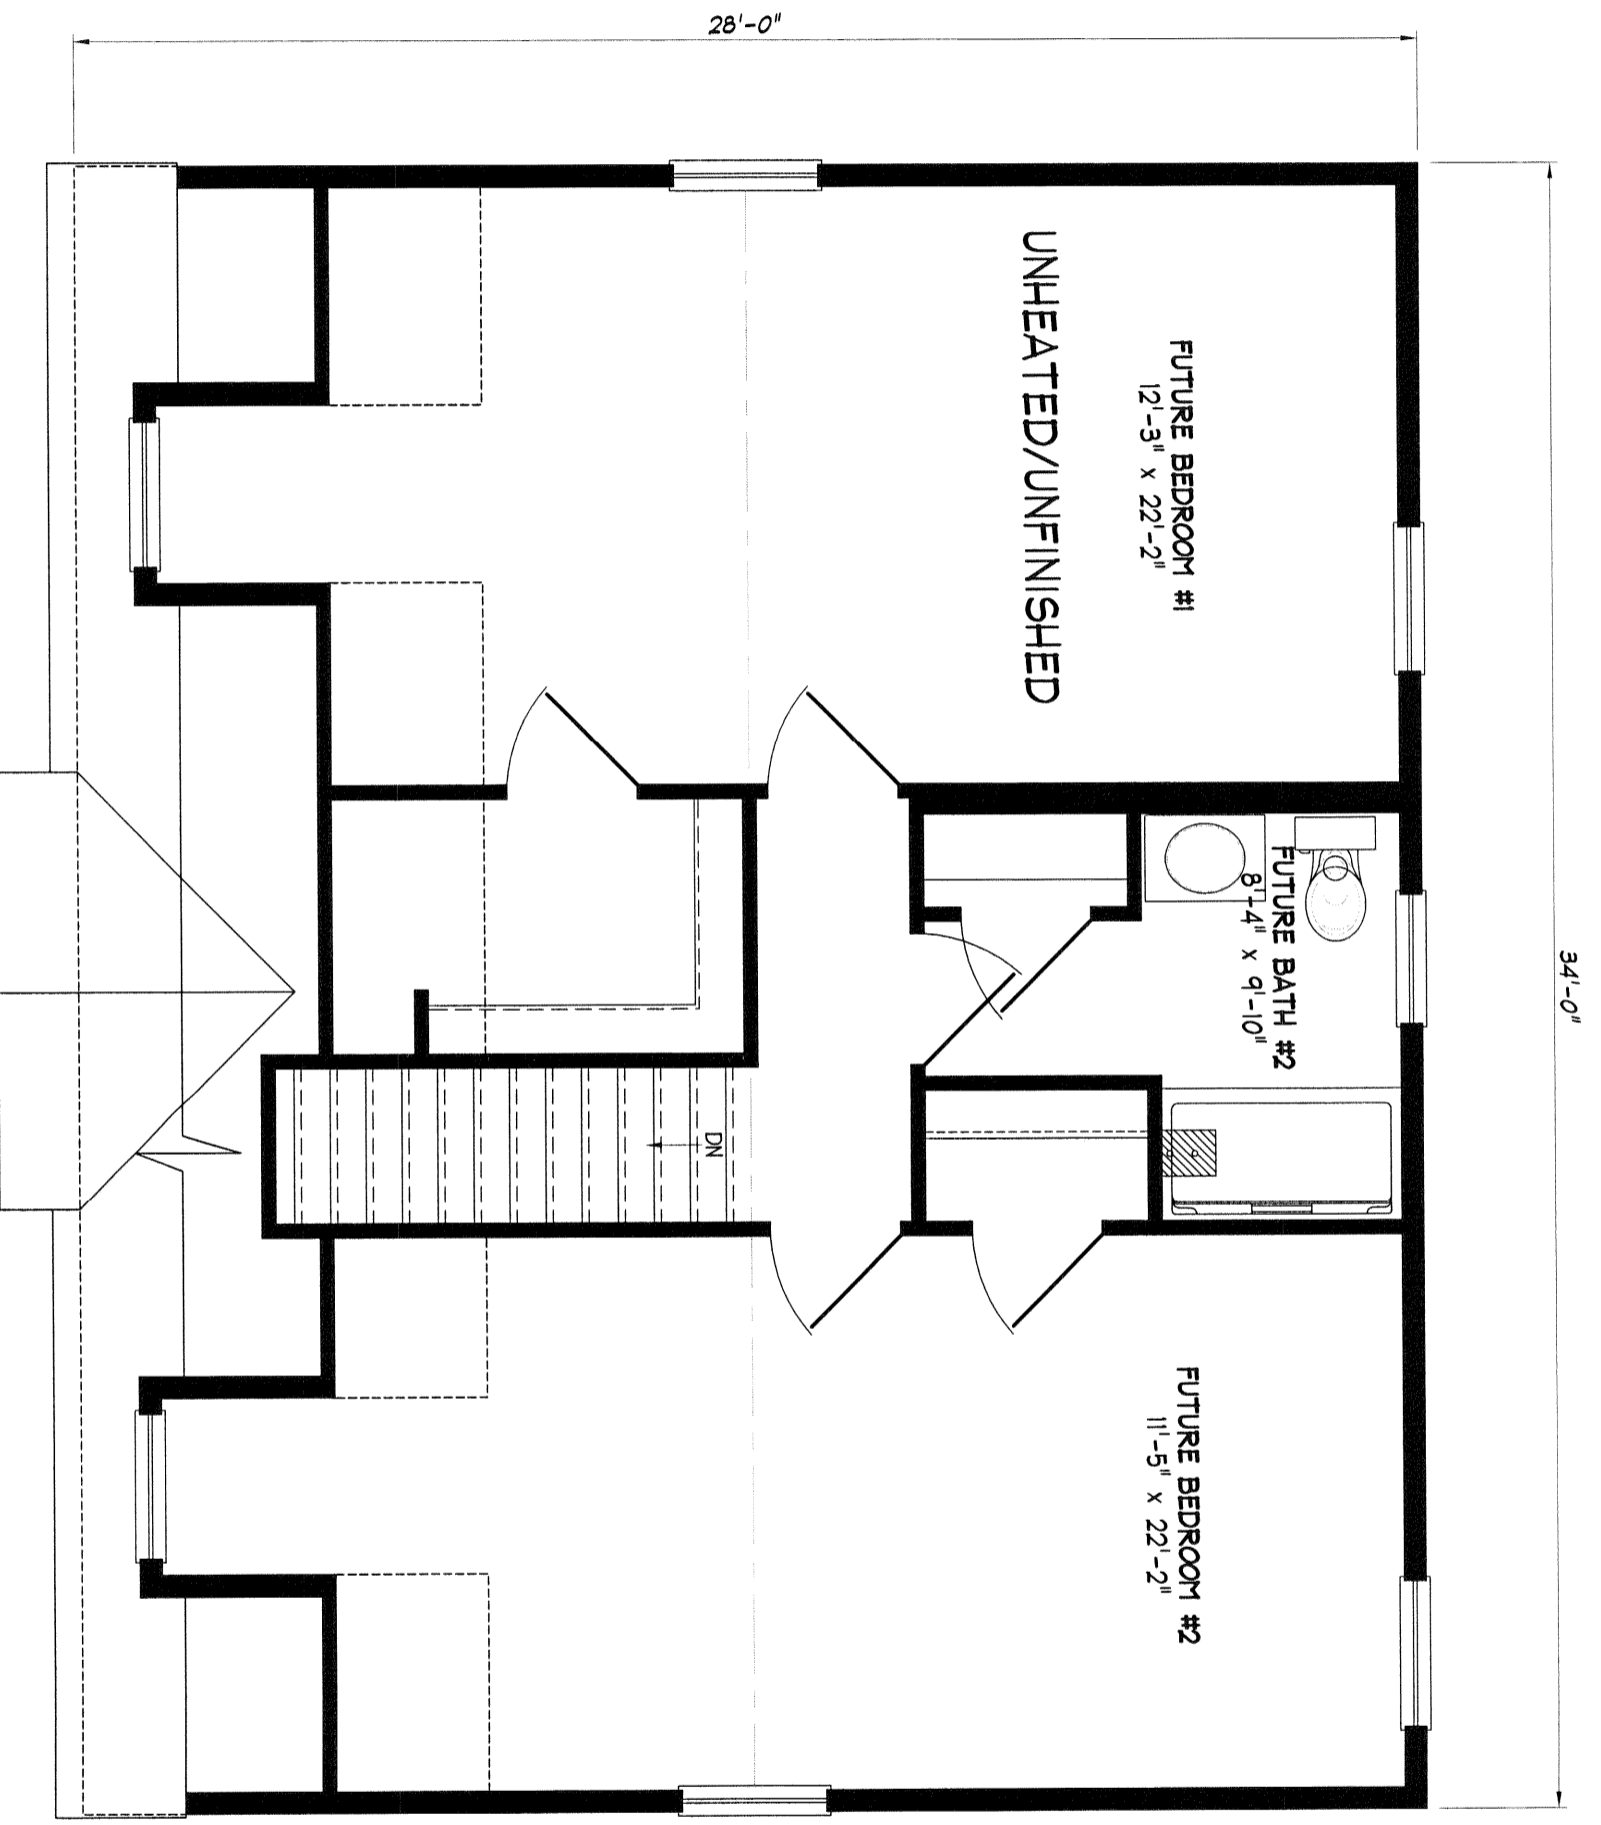 28'-0"
34'-0"
FUTURE BEDROOM #1
12'-3" x 22'-2"
UNHEATED/UNFINISHED
FUTURE BATH #2
8'-4" x 9'-10"
DN
FUTURE BEDROOM #2
11'-5" x 22'-2"